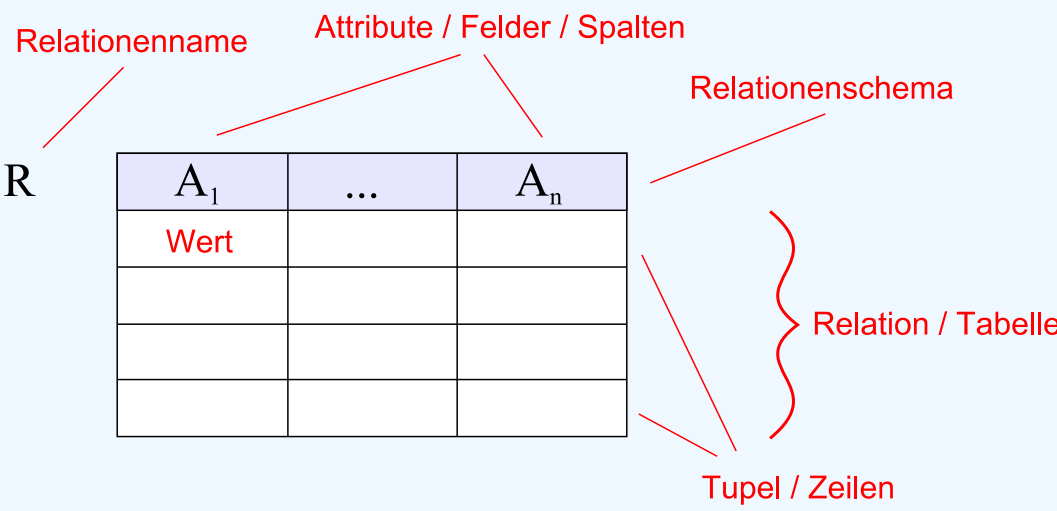 Relationenname
Attribute / Felder / Spalten
Relationenschema
R
A₁ ... Aₙ
Wert
Relation / Tabelle
Tupel / Zeilen